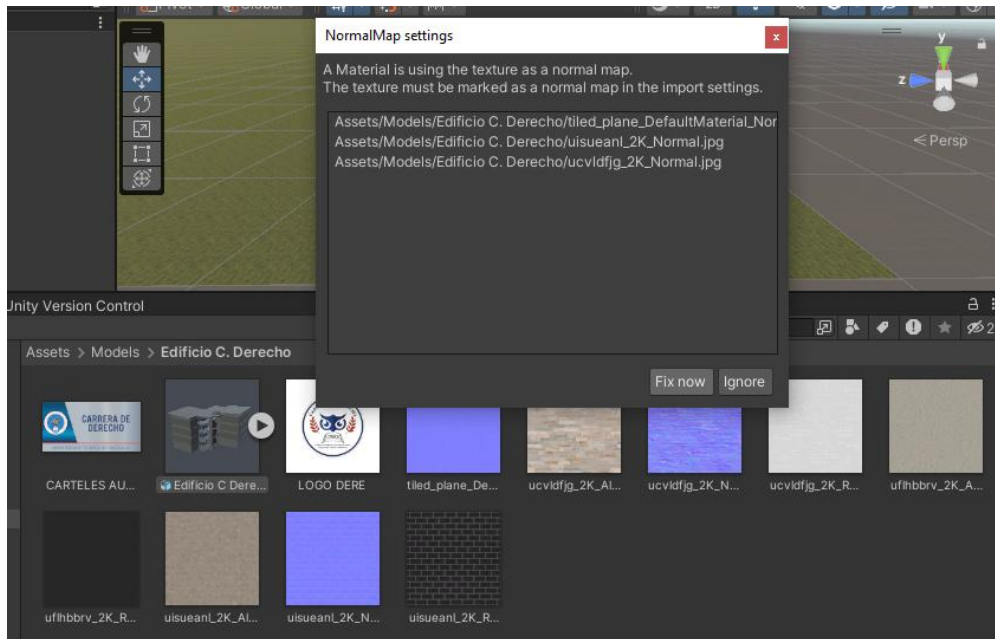 NormalMap settings
x
A Material is using the texture as a normal map.
The texture must be marked as a normal map in the import settings.
Assets/Models/Edificio C. Derecho/tiled_plane_DefaultMaterial_Nor
Assets/Models/Edificio C. Derecho/uisueanl_2K_Normal.jpg
Assets/Models/Edificio C. Derecho/ucvldfjg_2K_Normal.jpg
Fix now Ignore
y
z
< Persp
Unity Version Control
2
Assets > Models > Edificio C. Derecho
CARRERA DE
DERECHO
CARTELES AU...
Edificio C Dere...
LOGO DERE
tiled_plane_De...
ucvldfjg_2K_Al...
ucvldfjg_2K_N...
ucvldfjg_2K_R...
uflhbbrv_2K_A...
uflhbbrv_2K_R...
uisueanl_2K_Al...
uisueanl_2K_N...
uisueanl_2K_R...